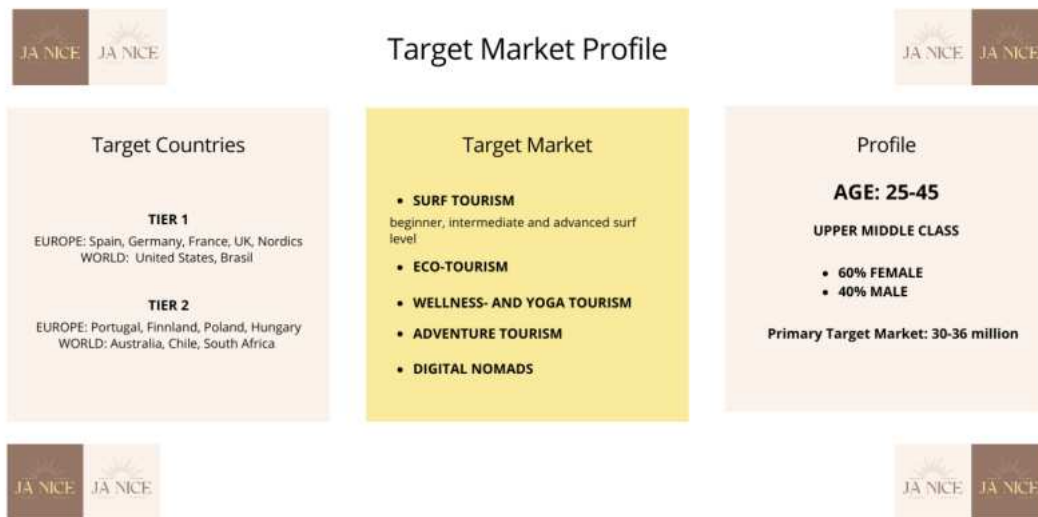 JA NICE JA NICE
Target Market Profile
JA NICE JA NICE
Target Countries
TIER 1
EUROPE: Spain, Germany, France, UK, Nordics
WORLD: United States, Brasil
TIER 2
EUROPE: Portugal, Finnland, Poland, Hungary
WORLD: Australia, Chile, South Africa
Target Market
• SURF TOURISM
beginner, intermediate and advanced surf
level
• ECO-TOURISM
• WELLNESS- AND YOGA TOURISM
• ADVENTURE TOURISM
• DIGITAL NOMADS
Profile
AGE: 25-45
UPPER MIDDLE CLASS
• 60% FEMALE
• 40% MALE
Primary Target Market: 30-36 million
JA NICE JA NICE
JA NICE JA NICE